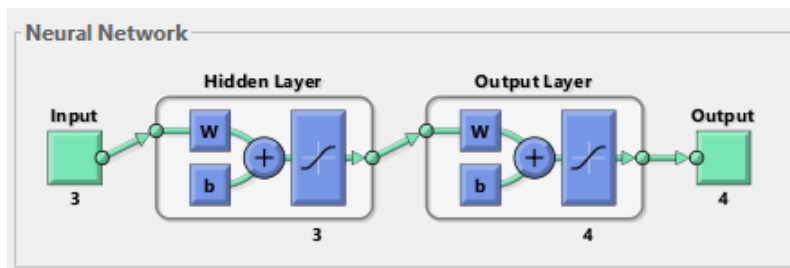 Neural Network
Hidden Layer
Output Layer
Input
Output
W
W
b
b
3
4
3
4